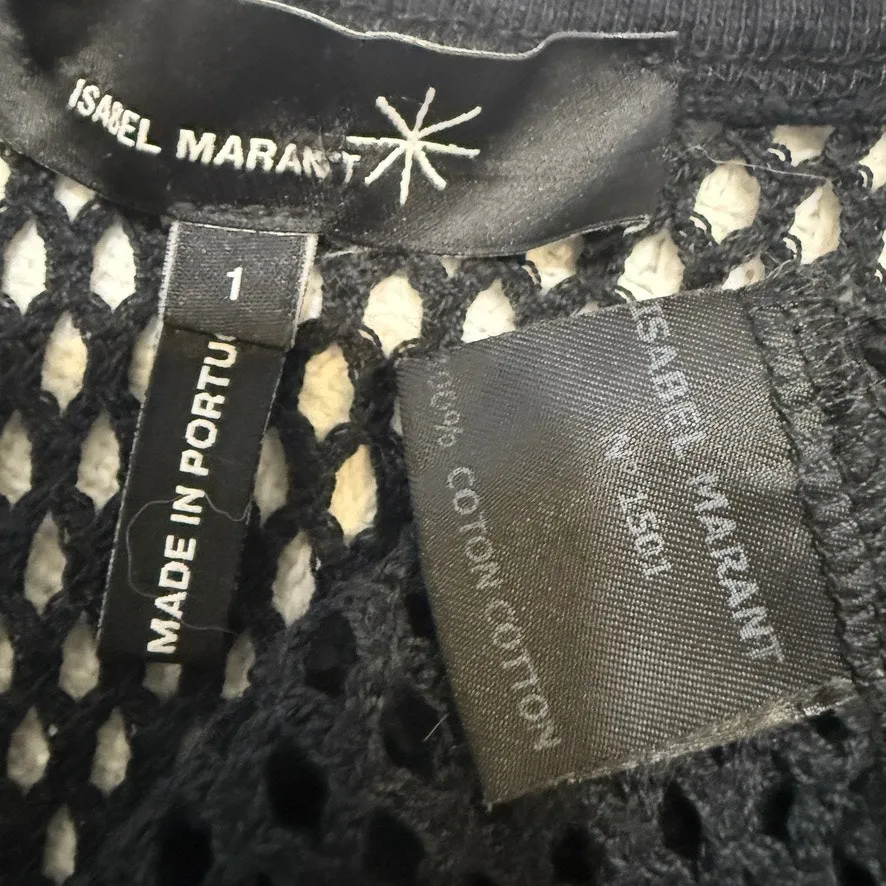 ISABEL MARANT
1
MADE IN PORTU
ISABEL MARANT
N° 1501
% COTON COTTON